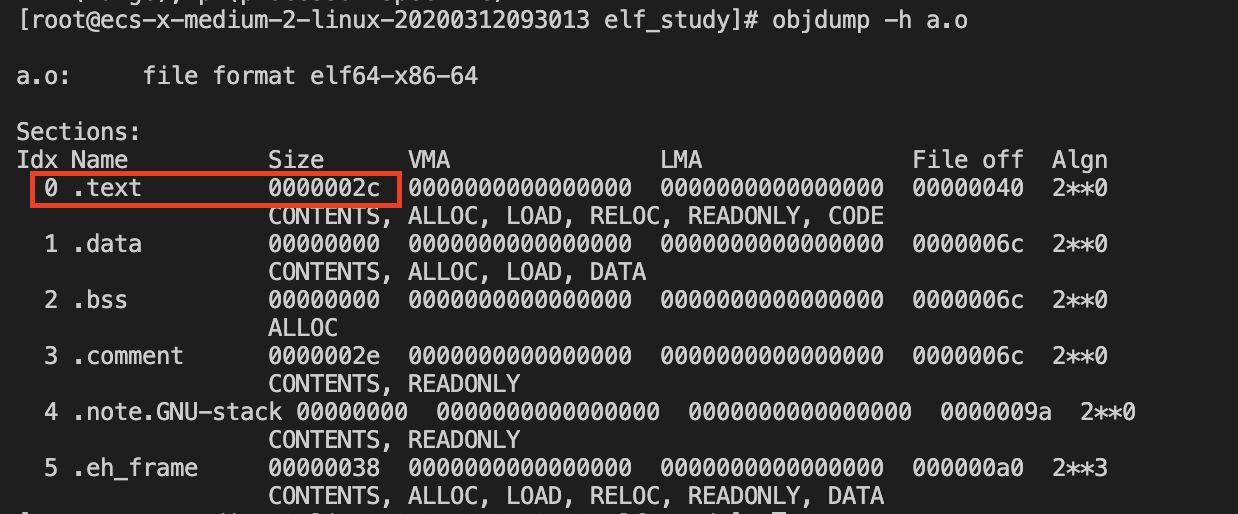 [root@ecs-x-medium-2-linux-20200312093013 elf_study]# objdump -h a.o
a.o:     file format elf64-x86-64
Sections:
Idx Name          Size      VMA               LMA               File off  Algn
  0 .text         0000002c  0000000000000000  0000000000000000  00000040  2**0
                  CONTENTS, ALLOC, LOAD, RELOC, READONLY, CODE
  1 .data         00000000  0000000000000000  0000000000000000  0000006c  2**0
                  CONTENTS, ALLOC, LOAD, DATA
  2 .bss          00000000  0000000000000000  0000000000000000  0000006c  2**0
                  ALLOC
  3 .comment      0000002e  0000000000000000  0000000000000000  0000006c  2**0
                  CONTENTS, READONLY
  4 .note.GNU-stack 00000000  0000000000000000  0000000000000000  0000009a  2**0
                  CONTENTS, READONLY
  5 .eh_frame     00000038  0000000000000000  0000000000000000  000000a0  2**3
                  CONTENTS, ALLOC, LOAD, RELOC, READONLY, DATA